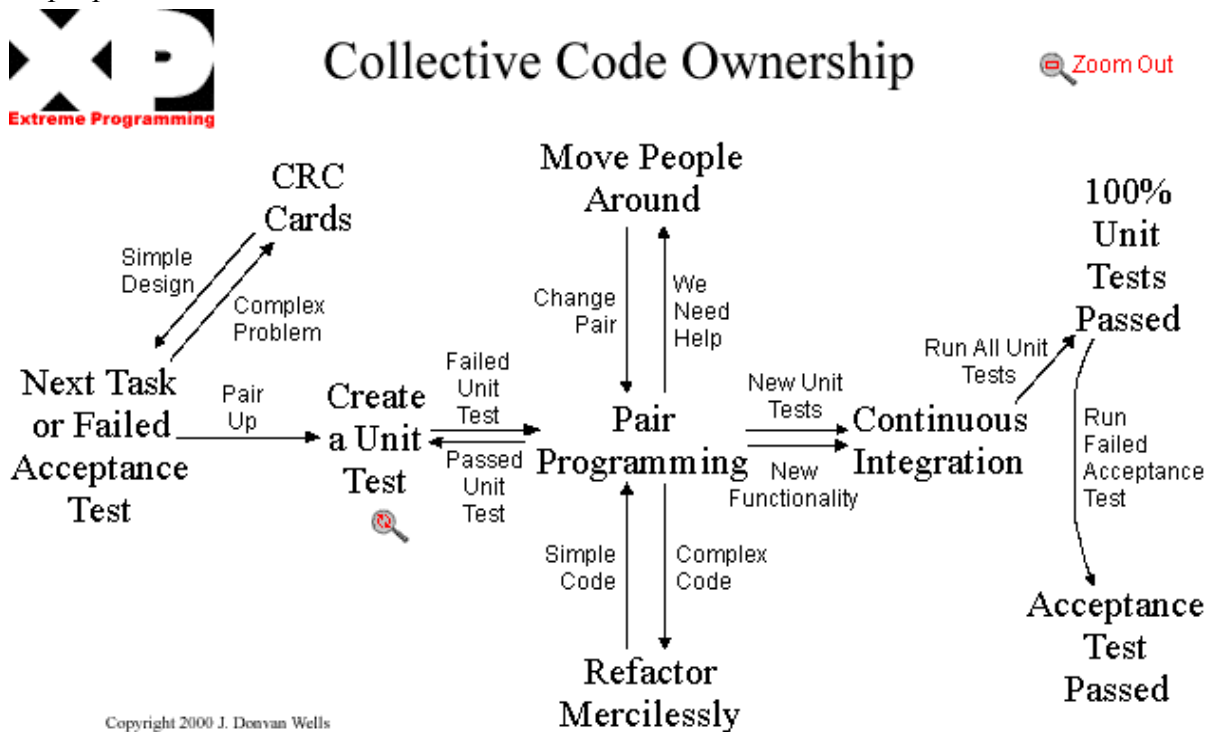 XP
Extreme Programming
Collective Code Ownership
Zoom Out
CRC
Cards
Move People
Around
100%
Unit
Tests
Passed
Simple
Design
Complex
Problem
Change
Pair
We
Need
Help
Run All Unit
Tests
Next Task
or Failed
Acceptance
Test
Pair
Up
Create
a Unit
Test
Failed
Unit
Test
Passed
Unit
Test
Pair
Programming
New Unit
Tests
New
Functionality
Continuous
Integration
Run
Failed
Acceptance
Test
Simple
Code
Complex
Code
Refactor
Mercilessly
Acceptance
Test
Passed
Copyright 2000 J. Donvan Wells